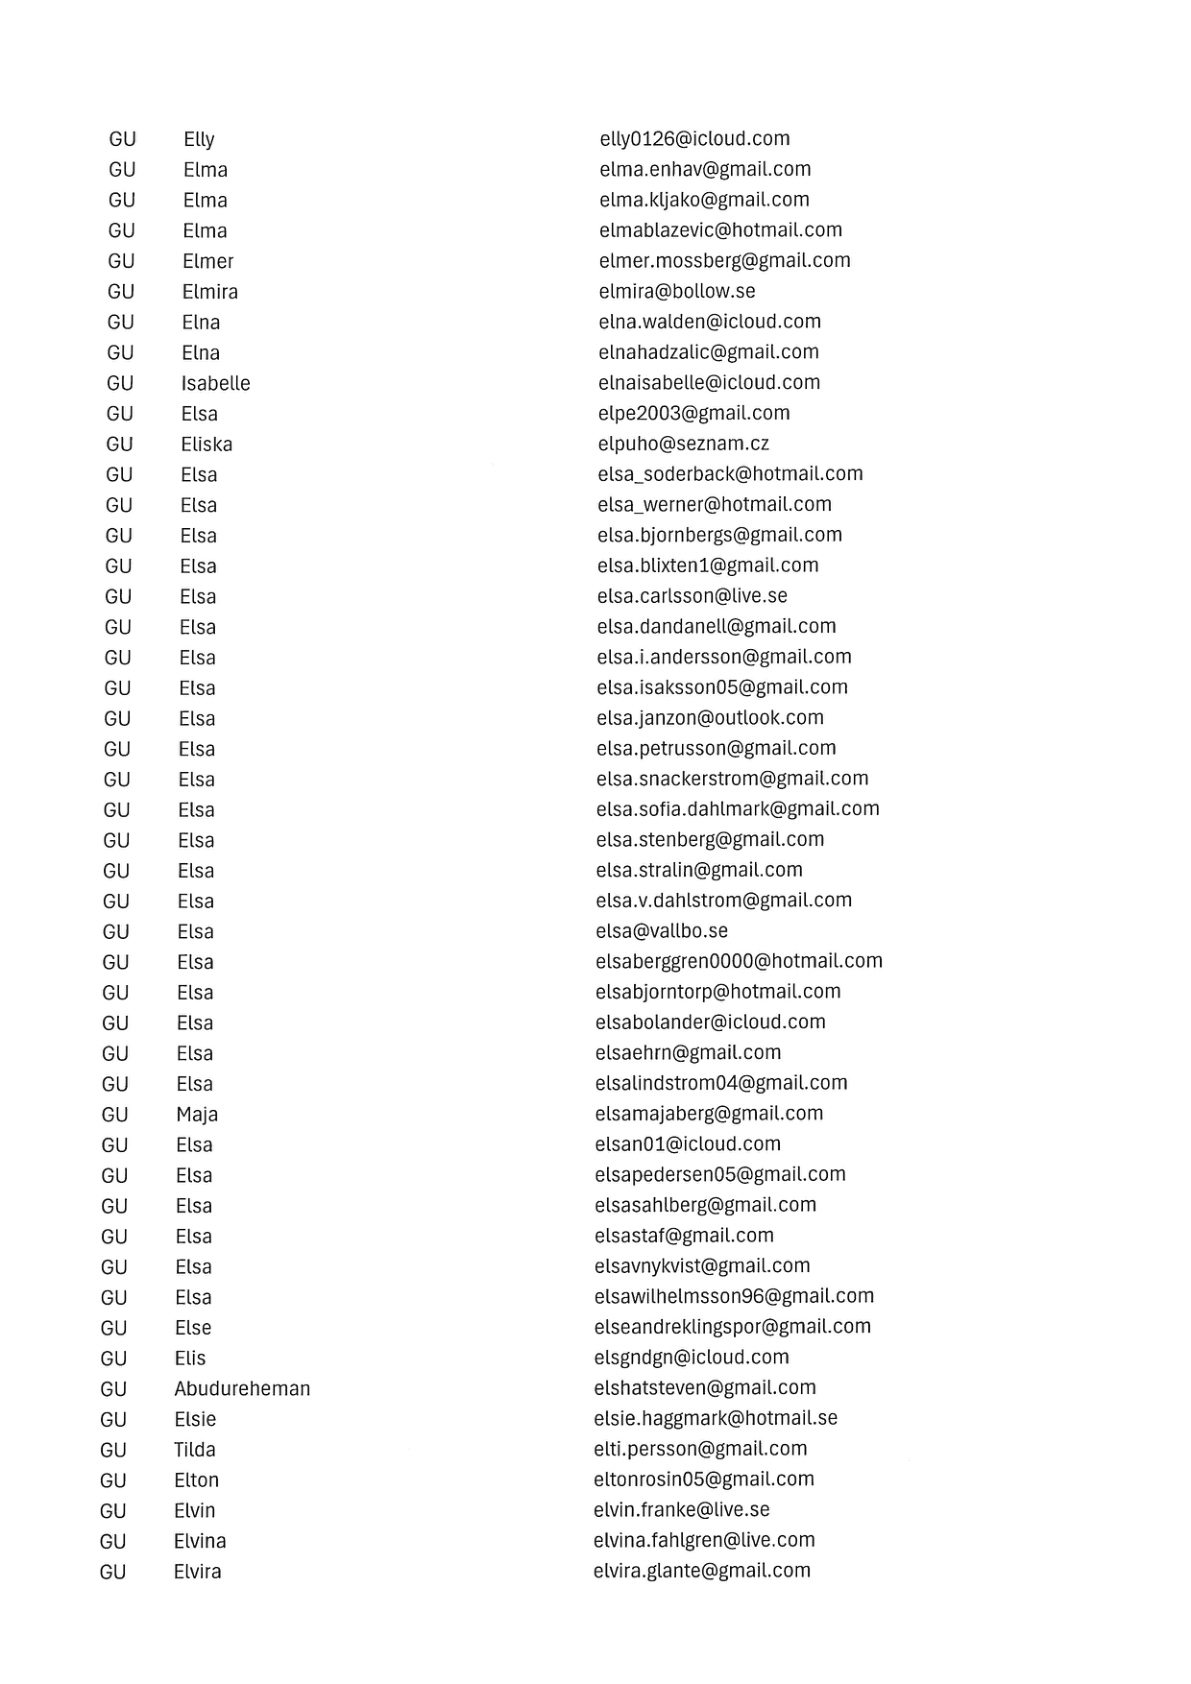 GU Elly elly0126@icloud.com
GU Elma elma.enhav@gmail.com
GU Elma elma.kljako@gmail.com
GU Elma elmablazevic@hotmail.com
GU Elmer elmer.mossberg@gmail.com
GU Elmira elmira@bollow.se
GU Elna elna.walden@icloud.com
GU Elna elnahadzalic@gmail.com
GU Isabelle elnaisabelle@icloud.com
GU Elsa elpe2003@gmail.com
GU Eliska elpuho@seznam.cz
GU Elsa elsa_soderback@hotmail.com
GU Elsa elsa_werner@hotmail.com
GU Elsa elsa.bjornbergs@gmail.com
GU Elsa elsa.blixten1@gmail.com
GU Elsa elsa.carlsson@live.se
GU Elsa elsa.dandanell@gmail.com
GU Elsa elsa.i.andersson@gmail.com
GU Elsa elsa.isaksson05@gmail.com
GU Elsa elsa.janzon@outlook.com
GU Elsa elsa.petrusson@gmail.com
GU Elsa elsa.snackerstrom@gmail.com
GU Elsa elsa.sofia.dahlmark@gmail.com
GU Elsa elsa.stenberg@gmail.com
GU Elsa elsa.stralin@gmail.com
GU Elsa elsa.v.dahlstrom@gmail.com
GU Elsa elsa@vallbo.se
GU Elsa elsaberggren0000@hotmail.com
GU Elsa elsabjorntorp@hotmail.com
GU Elsa elsabolander@icloud.com
GU Elsa elsaehrn@gmail.com
GU Elsa elsalindstrom04@gmail.com
GU Maja elsamajaberg@gmail.com
GU Elsa elsan01@icloud.com
GU Elsa elsapedersen05@gmail.com
GU Elsa elsasahlberg@gmail.com
GU Elsa elsastaf@gmail.com
GU Elsa elsavnykvist@gmail.com
GU Elsa elsawilhelmsson96@gmail.com
GU Else elseandreklingspor@gmail.com
GU Elis elsgndgn@icloud.com
GU Abudureheman elshatsteven@gmail.com
GU Elsie elsie.haggmark@hotmail.se
GU Tilda elti.persson@gmail.com
GU Elton eltonrosin05@gmail.com
GU Elvin elvin.franke@live.se
GU Elvina elvina.fahlgren@live.com
GU Elvira elvira.glante@gmail.com